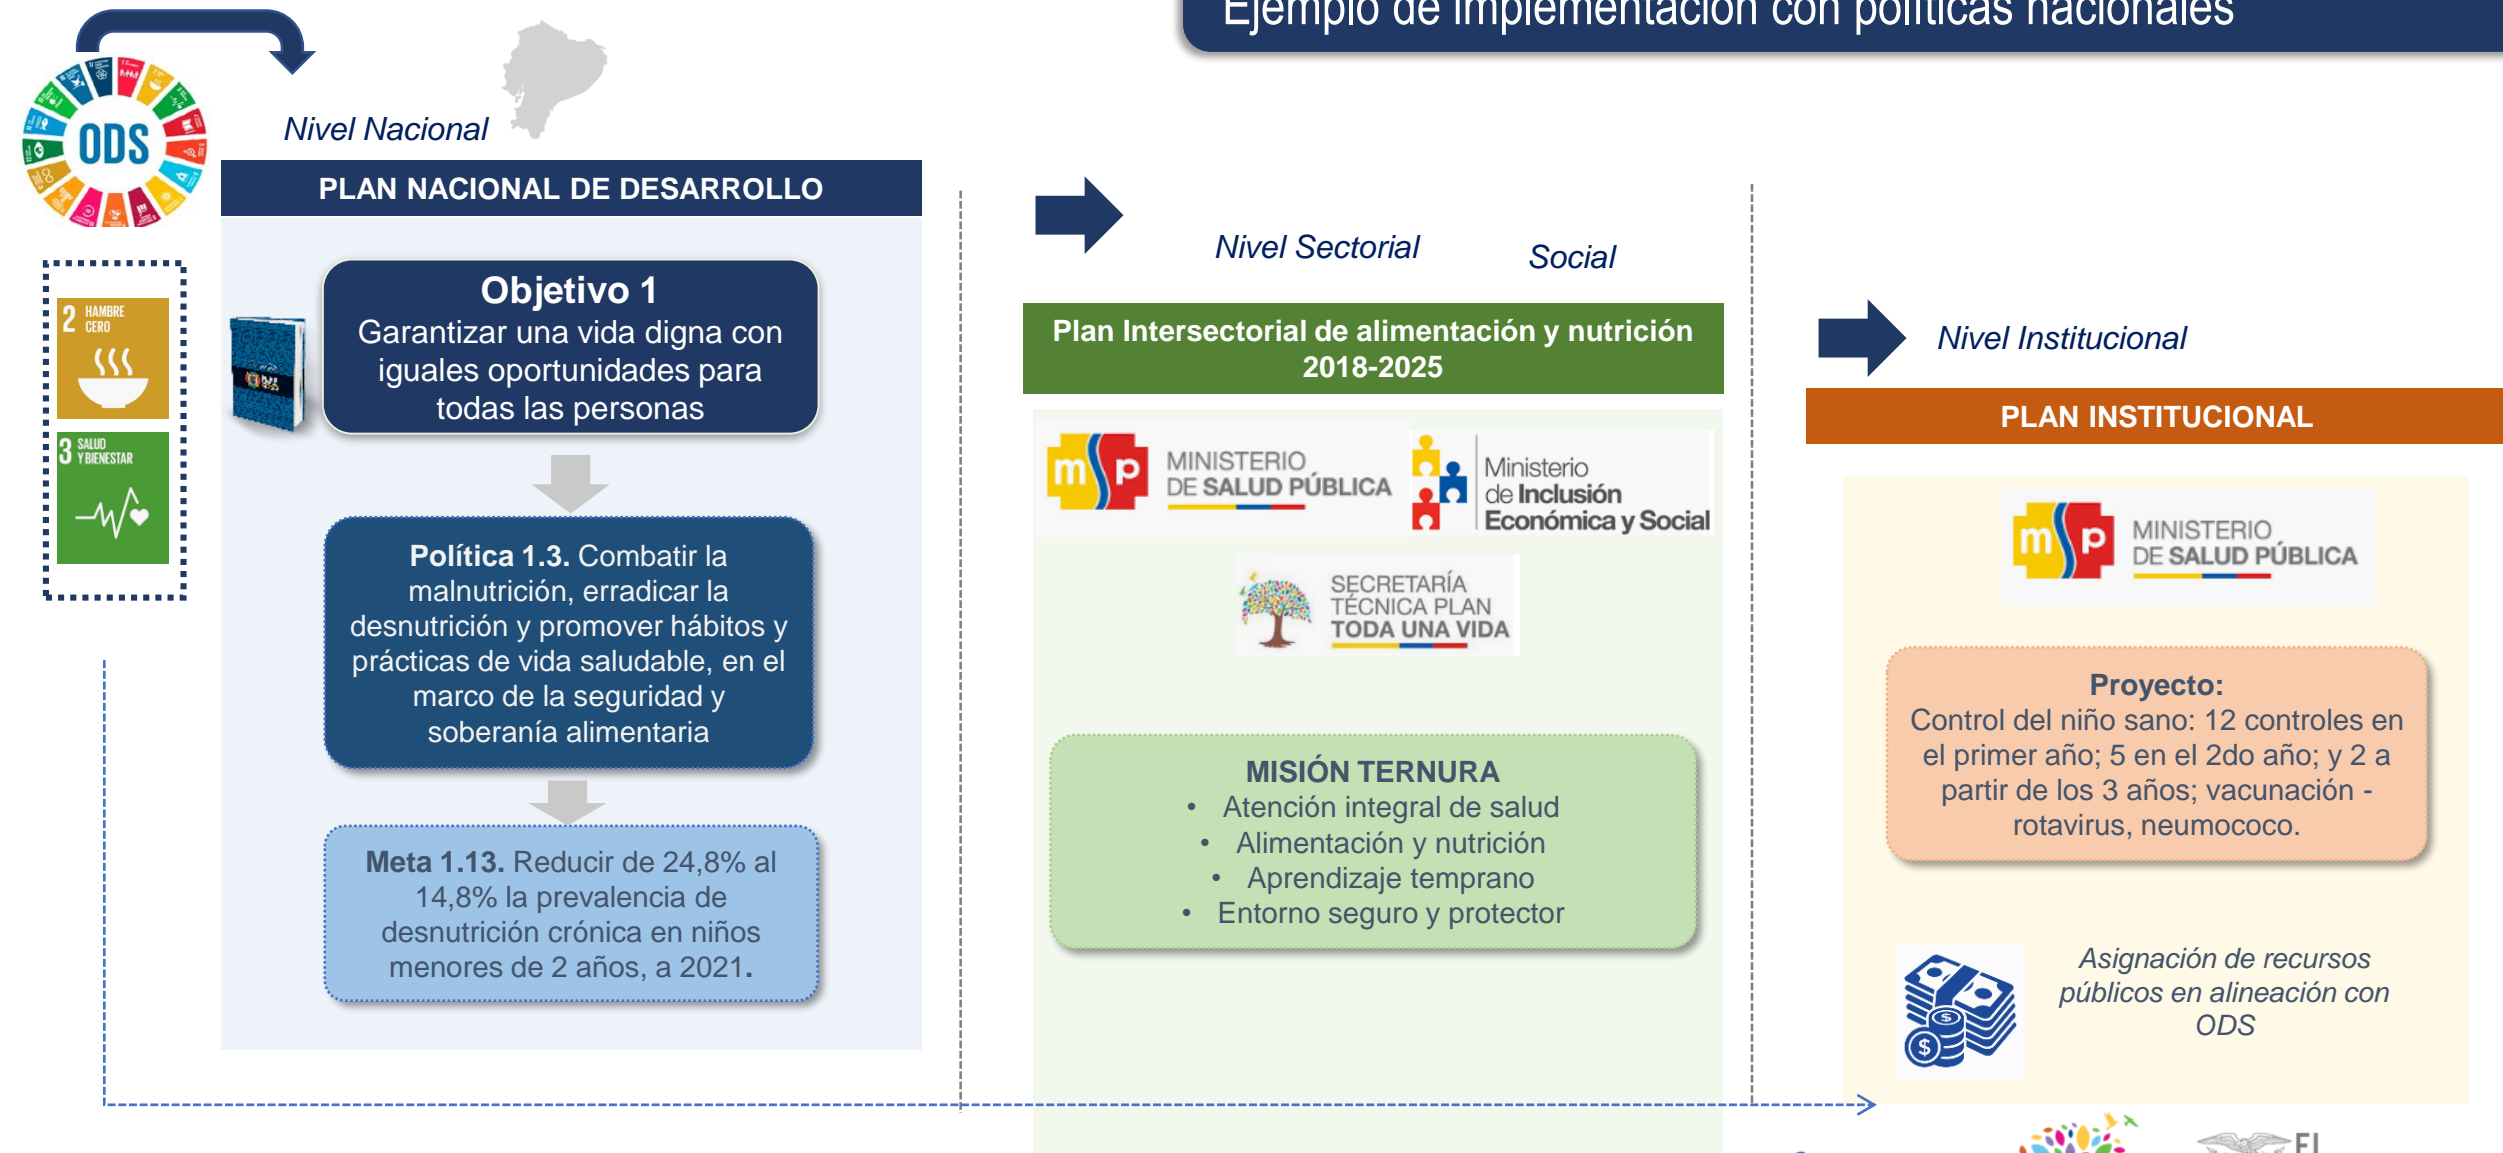 Ejemplo de implementación con políticas nacionales
ODS
Nivel Nacional
PLAN NACIONAL DE DESARROLLO
2 HAMBRE
CERO
3 SALUD
Y BIENESTAR
Objetivo 1
Garantizar una vida digna con
iguales oportunidades para
todas las personas
Política 1.3. Combatir la
malnutrición, erradicar la
desnutrición y promover hábitos y
prácticas de vida saludable, en el
marco de la seguridad y
soberanía alimentaria
Meta 1.13. Reducir de 24,8% al
14,8% la prevalencia de
desnutrición crónica en niños
menores de 2 años, a 2021.
Nivel Sectorial
Social
Plan Intersectorial de alimentación y nutrición
2018-2025
msp
MINISTERIO
DE SALUD PÚBLICA
Ministerio
de Inclusión
Económica y Social
SECRETARÍA
TÉCNICA PLAN
TODA UNA VIDA
MISIÓN TERNURA
• Atención integral de salud
• Alimentación y nutrición
• Aprendizaje temprano
• Entorno seguro y protector
Nivel Institucional
PLAN INSTITUCIONAL
msp
MINISTERIO
DE SALUD PÚBLICA
Proyecto:
Control del niño sano: 12 controles en
el primer año; 5 en el 2do año; y 2 a
partir de los 3 años; vacunación -
rotavirus, neumococo.
$
$
Asignación de recursos
públicos en alineación con
ODS